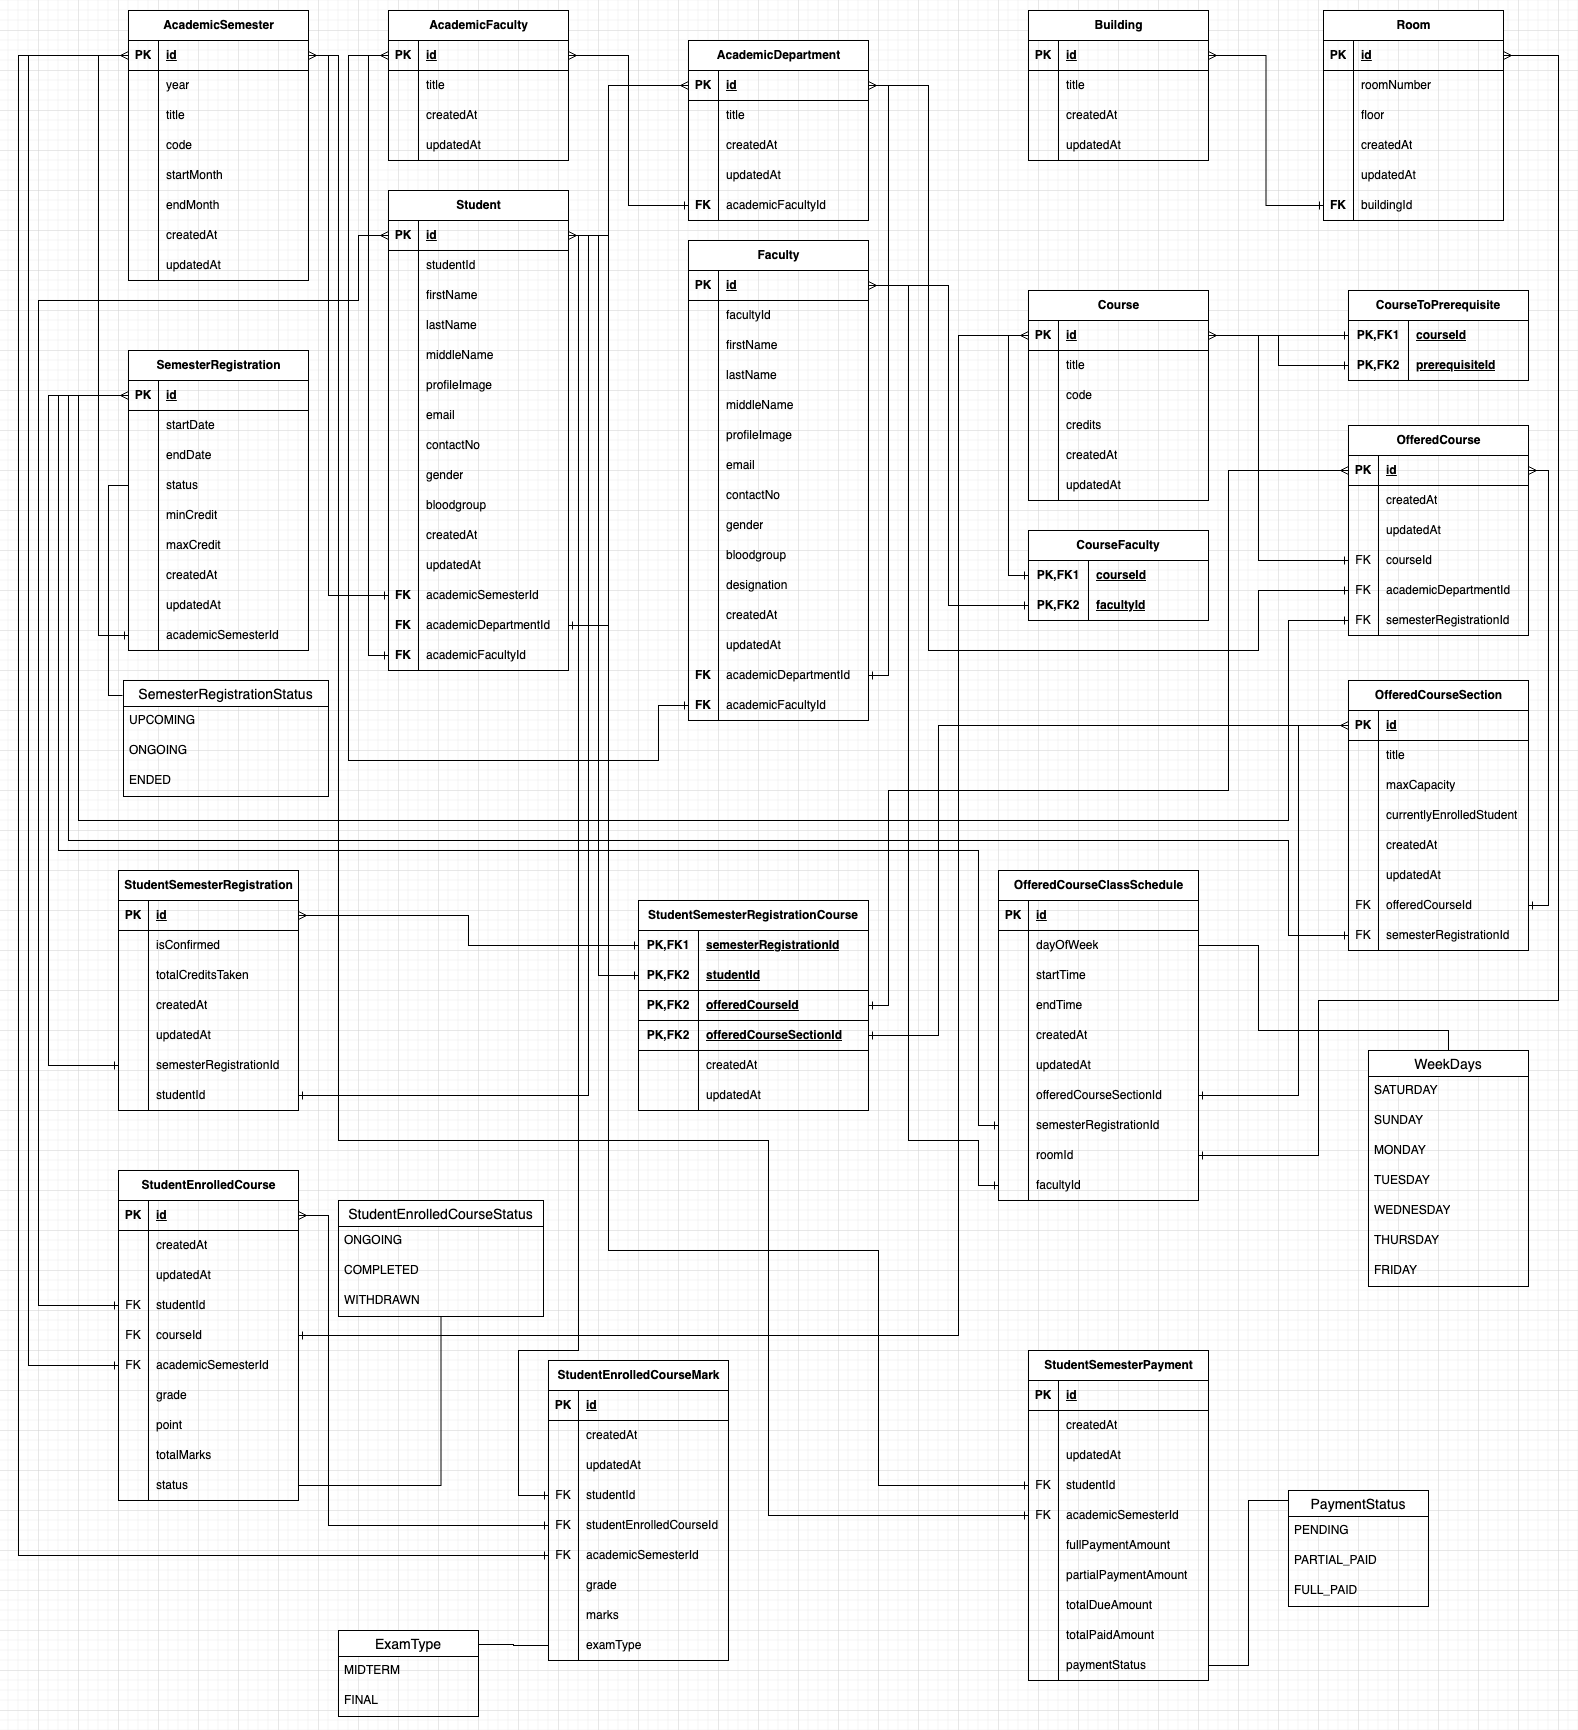 AcademicSemester
PK id
year
title
code
startMonth
endMonth
createdAt
updatedAt
AcademicFaculty
PK id
title
createdAt
updatedAt
AcademicDepartment
PK id
title
createdAt
updatedAt
FK academicFacultyId
Building
PK id
title
createdAt
updatedAt
Room
PK id
roomNumber
floor
createdAt
updatedAt
FK buildingId
Student
PK id
studentId
firstName
lastName
middleName
profileImage
email
contactNo
gender
bloodgroup
createdAt
updatedAt
FK academicSemesterId
FK academicDepartmentId
FK academicFacultyId
Faculty
PK id
facultyId
firstName
lastName
middleName
profileImage
email
contactNo
gender
bloodgroup
designation
createdAt
updatedAt
FK academicDepartmentId
FK academicFacultyId
Course
PK id
title
code
credits
createdAt
updatedAt
CourseToPrerequisite
PK,FK1 courseId
PK,FK2 prerequisiteId
SemesterRegistration
PK id
startDate
endDate
status
minCredit
maxCredit
createdAt
updatedAt
academicSemesterId
SemesterRegistrationStatus
UPCOMING
ONGOING
ENDED
CourseFaculty
PK,FK1 courseId
PK,FK2 facultyId
OfferedCourse
PK id
createdAt
updatedAt
FK courseId
FK academicDepartmentId
FK semesterRegistrationId
OfferedCourseSection
PK id
title
maxCapacity
currentlyEnrolledStudent
createdAt
updatedAt
FK offeredCourseId
FK semesterRegistrationId
StudentSemesterRegistration
PK id
isConfirmed
totalCreditsTaken
createdAt
updatedAt
semesterRegistrationId
studentId
StudentSemesterRegistrationCourse
PK,FK1 semesterRegistrationId
PK,FK2 studentId
PK,FK2 offeredCourseId
PK,FK2 offeredCourseSectionId
createdAt
updatedAt
OfferedCourseClassSchedule
PK id
dayOfWeek
startTime
endTime
createdAt
updatedAt
offeredCourseSectionId
semesterRegistrationId
roomId
facultyId
WeekDays
SATURDAY
SUNDAY
MONDAY
TUESDAY
WEDNESDAY
THURSDAY
FRIDAY
StudentEnrolledCourse
PK id
createdAt
updatedAt
FK studentId
FK courseId
FK academicSemesterId
grade
point
totalMarks
status
StudentEnrolledCourseStatus
ONGOING
COMPLETED
WITHDRAWN
StudentEnrolledCourseMark
PK id
createdAt
updatedAt
FK studentId
FK studentEnrolledCourseId
FK academicSemesterId
grade
marks
examType
ExamType
MIDTERM
FINAL
StudentSemesterPayment
PK id
createdAt
updatedAt
FK studentId
FK academicSemesterId
fullPaymentAmount
partialPaymentAmount
totalDueAmount
totalPaidAmount
paymentStatus
PaymentStatus
PENDING
PARTIAL_PAID
FULL_PAID